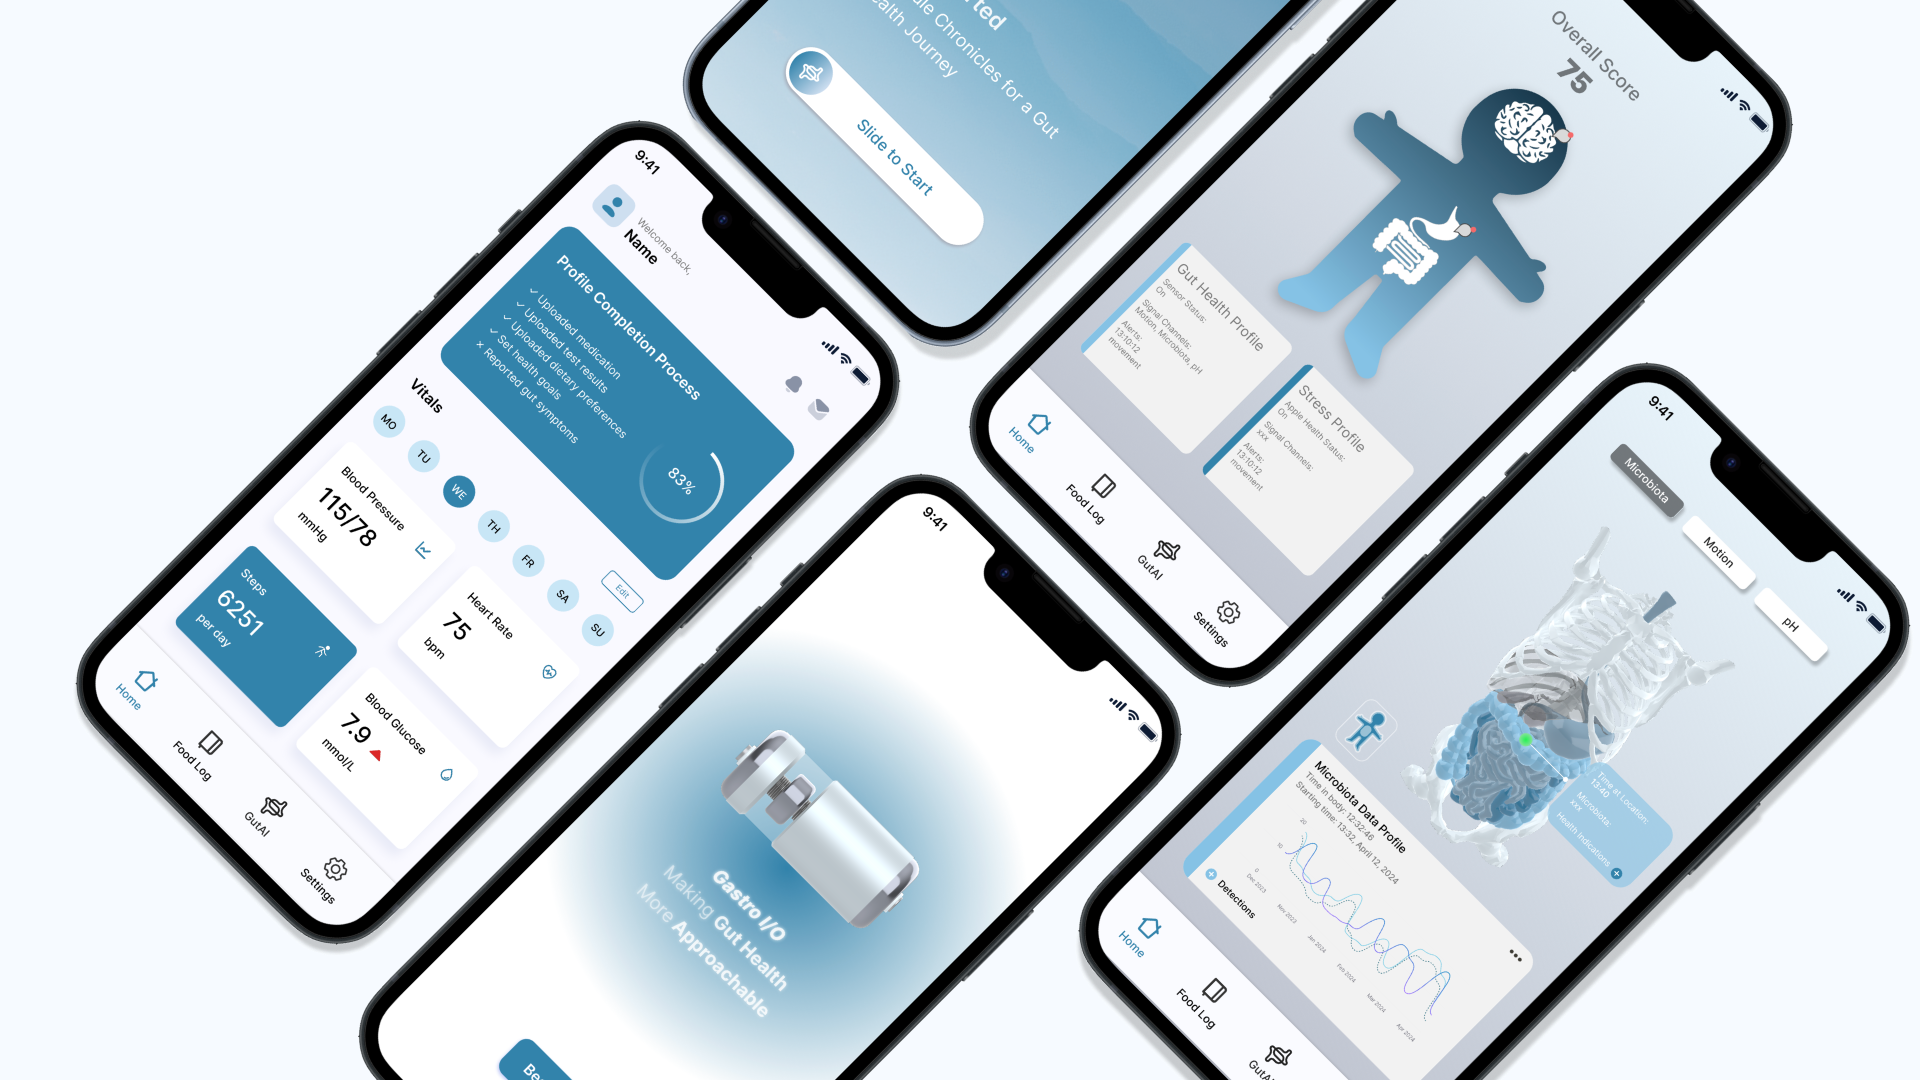 9:41
Welcome back,
Name
Profile Completion Process
Uploaded medication
Uploaded test results
Uploaded dietary preferences
Set health goals
Reported gut symptoms
83%
Vitals
Edit
MO
TU
WE
TH
FR
SA
SU
Blood Pressure
115/78
mmHg
Heart Rate
75
bpm
Steps
6251
per day
Blood Glucose
7.9
mmol/L
Home
Food Log
GutAI
Settings
Chronicles for a Gut
Journey
Slide to Start
9:41
Gastro I/O
Making Gut Health
More Approachable
Overall Score
75
Gut Health Profile
Sensor Status:
On
Signal Channels:
Motion, Microbiota, pH
Alerts:
13:10:12
movement
Stress Profile
Apple Health Status:
On
Signal Channels:
xxx
Alerts:
13:10:12
movement
Home
Food Log
GutAI
Settings
9:41
Microbiota
Motion
pH
Time at Location:
13:40
Microbiota:
xxx
Health Indications
Microbiota Data Profile
Time in body: 12:32:46
Starting time: 13:32, April 12, 2024
20
10
0
Dec 2023
Nov 2023
Jan 2024
Feb 2024
Mar 2024
Apr 2024
Detections
Home
Food Log